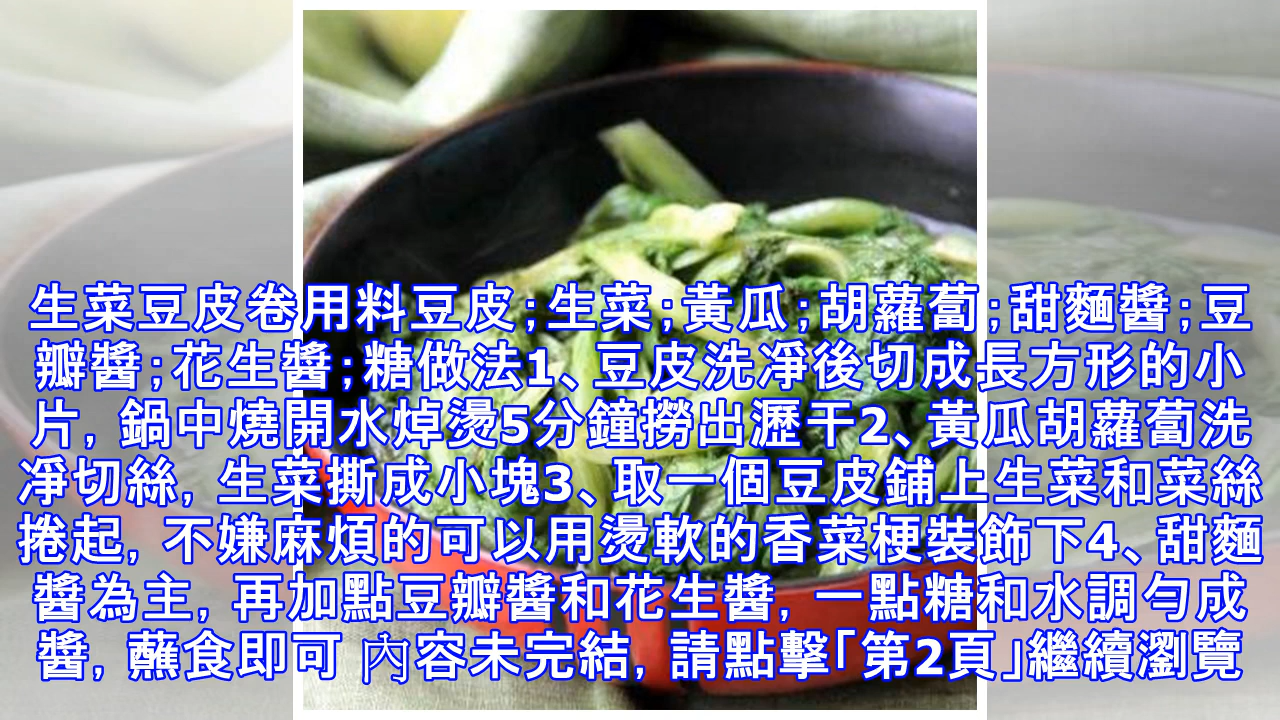 生菜豆皮卷用料豆皮;生菜;黃瓜;胡蘿蔔;甜麵醬;豆
瓣醬;花生醬;糖做法1、豆皮洗凈後切成長方形的小
片, 鍋中燒開水焯燙5分鐘撈出瀝干2、黃瓜胡蘿蔔洗
凈切絲, 生菜撕成小塊3、取一個豆皮鋪上生菜和菜絲
捲起, 不嫌麻煩的可以用燙軟的香菜梗裝飾下4、甜麵
醬為主, 再加點豆瓣醬和花生醬, 一點糖和水調勻成
醬, 蘸食即可 內容未完結, 請點擊「第2頁」繼續瀏覽